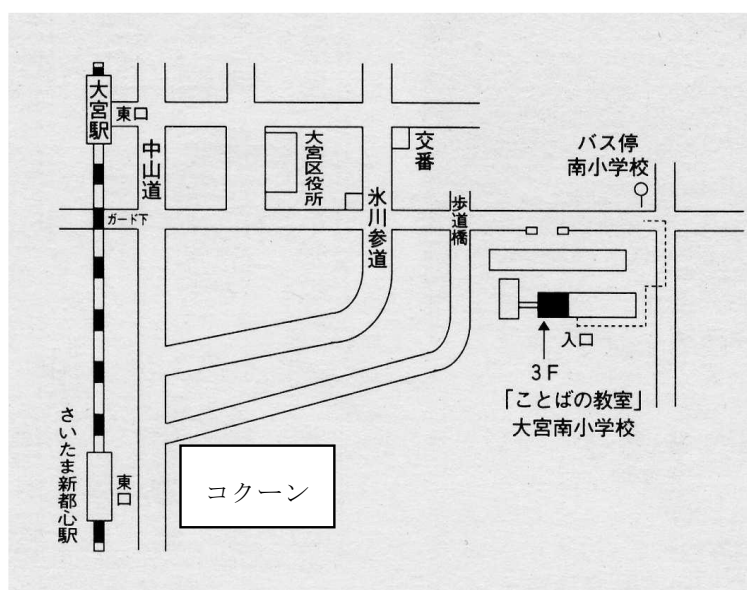 大宮駅
東口
中山道
大宮区役所
交番
バス停
南小学校
氷川参道
歩道橋
ガード下
入口
3F
「ことばの教室」
大宮南小学校
さいたま新都心駅
東口
コクーン